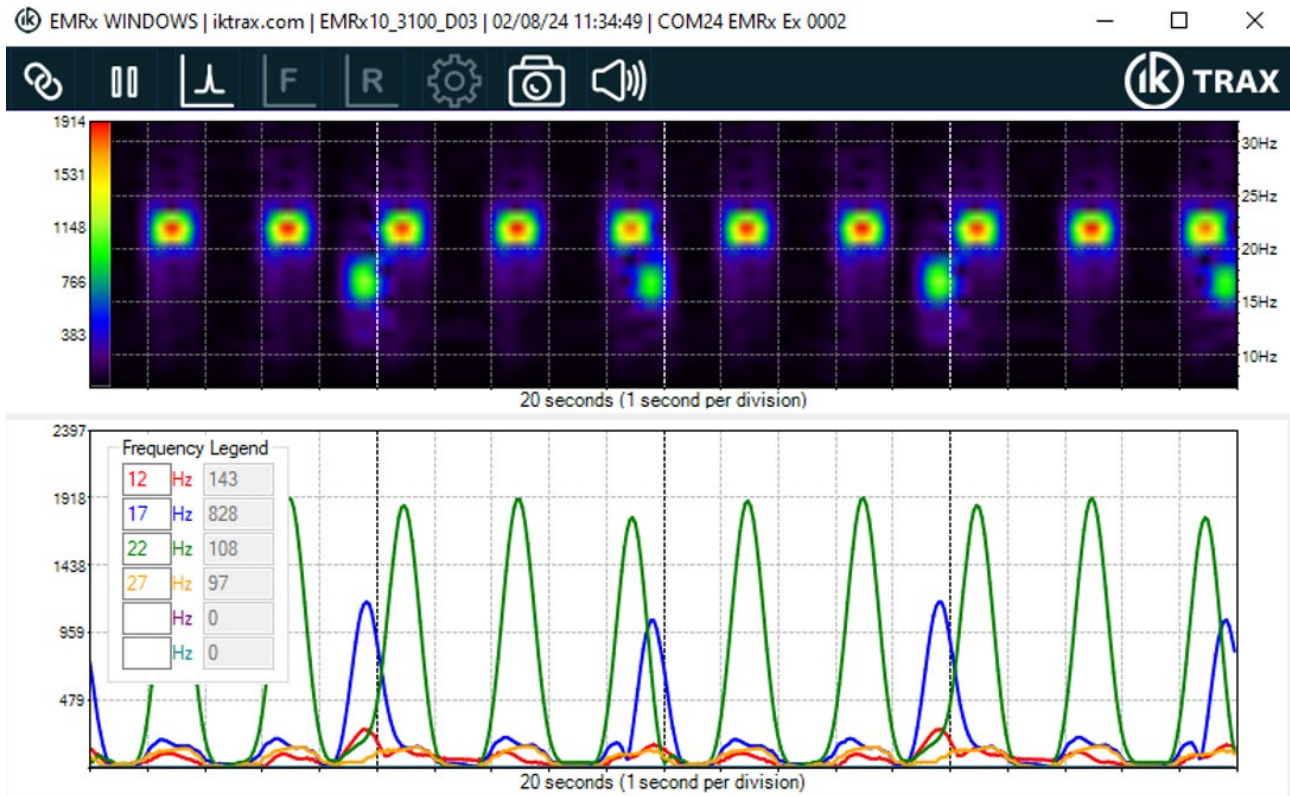 EMRx WINDOWS | iktrax.com | EMRx10_3100_D03 | 02/08/24 11:34:49 | COM24 EMRx Ex 0002
F
R
ik TRAX
1914
1531
1148
766
383
30Hz
25Hz
20Hz
15Hz
10Hz
20 seconds (1 second per division)
2397
1918
1438
959
479
Frequency Legend
12 Hz 143
17 Hz 828
22 Hz 108
27 Hz 97
Hz 0
Hz 0
20 seconds (1 second per division)